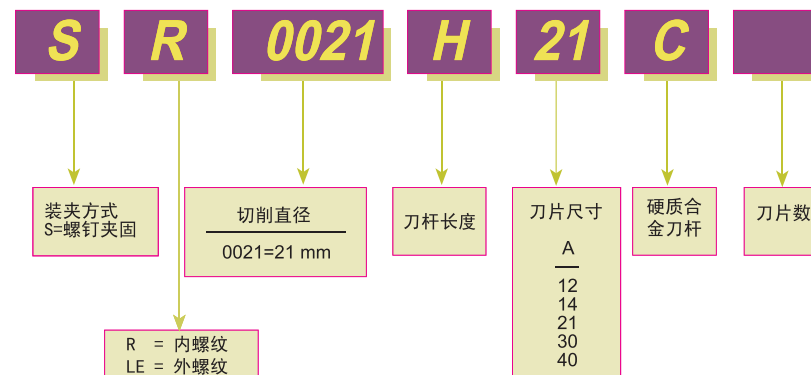 S R 0021 H 21 C
装夹方式
S=螺钉夹固
切削直径
0021=21 mm
刀杆长度
刀片尺寸
A
12
14
21
30
40
硬质合
金刀杆
刀片数
R = 内螺纹
LE = 外螺纹